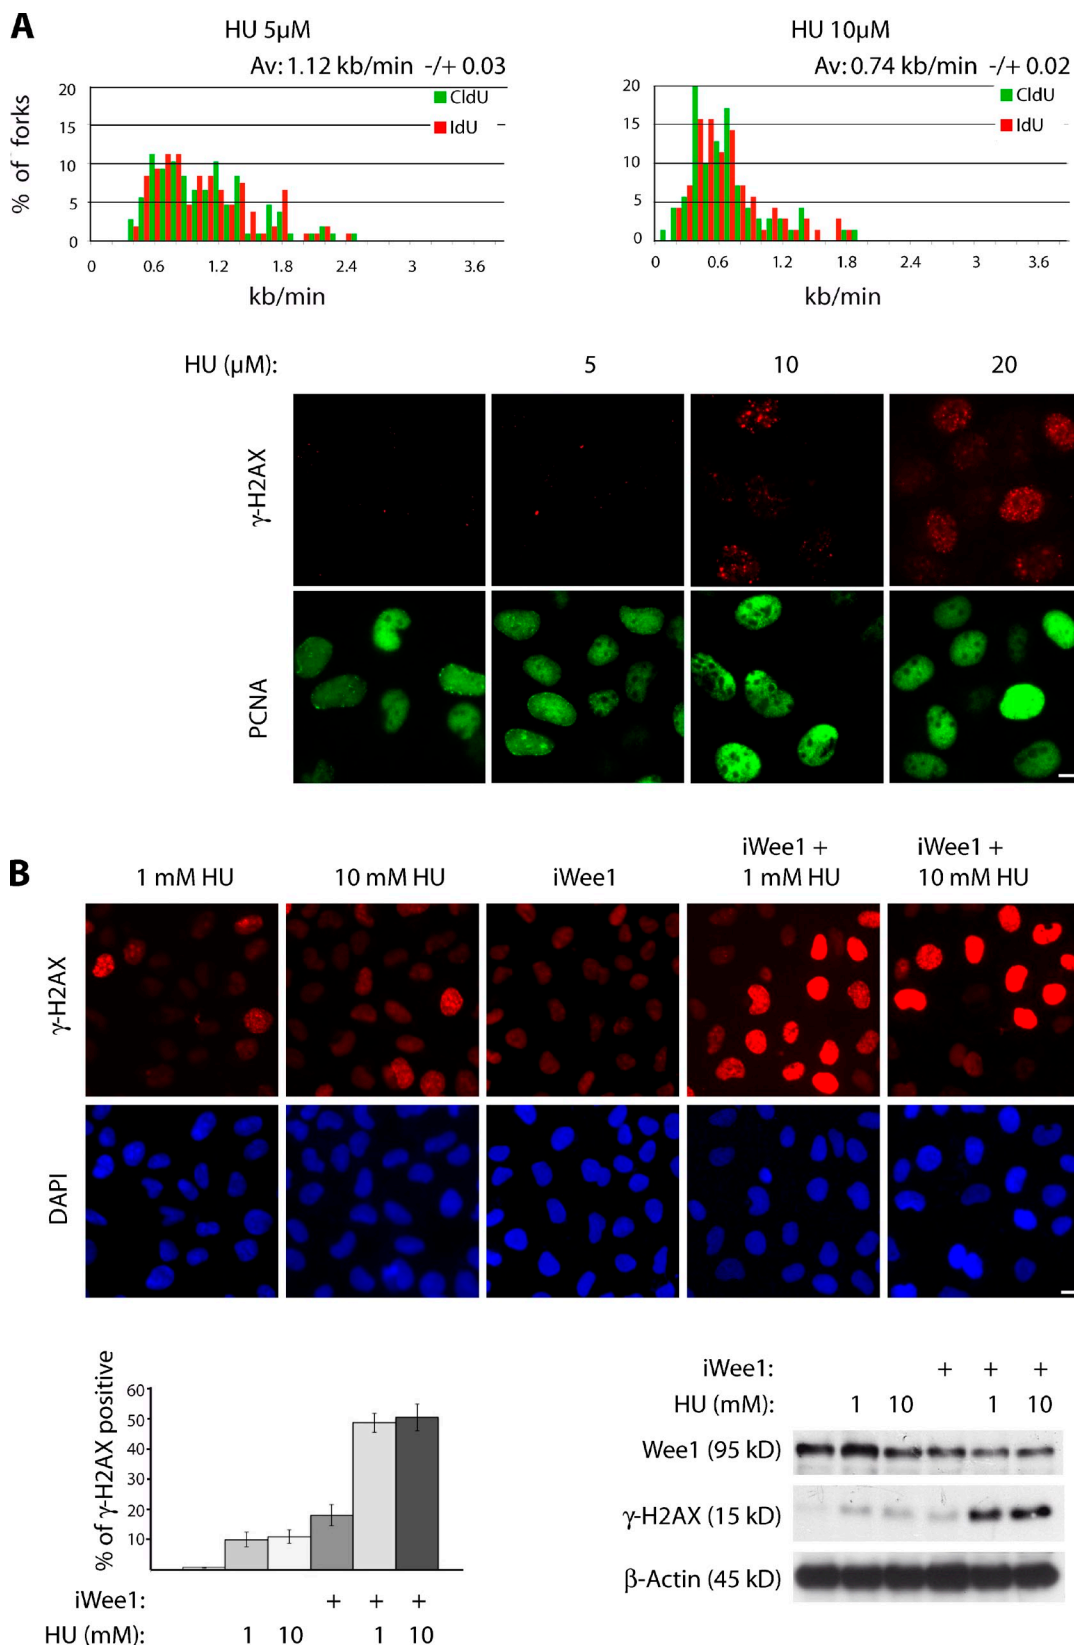 A
HU 5µM
HU 10µM
Av: 1.12 kb/min -/+ 0.03
Av: 0.74 kb/min -/+ 0.02
% of forks
20
15
10
5
0
CldU
IdU
0 0.6 1.2 1.8 2.4 3 3.6
kb/min
20
15
10
5
0
CldU
IdU
0 0.6 1.2 1.8 2.4 3 3.6
kb/min
HU (µM): 5 10 20
γ-H2AX
PCNA
B
1 mM HU
10 mM HU
iWee1
iWee1 +
1 mM HU
iWee1 +
10 mM HU
γ-H2AX
DAPI
% of γ-H2AX positive
60
50
40
30
20
10
iWee1: + + +
HU (mM): 1 10 1 10
iWee1: + + +
HU (mM): 1 10 1 10
Wee1 (95 kD)
γ-H2AX (15 kD)
β-Actin (45 kD)